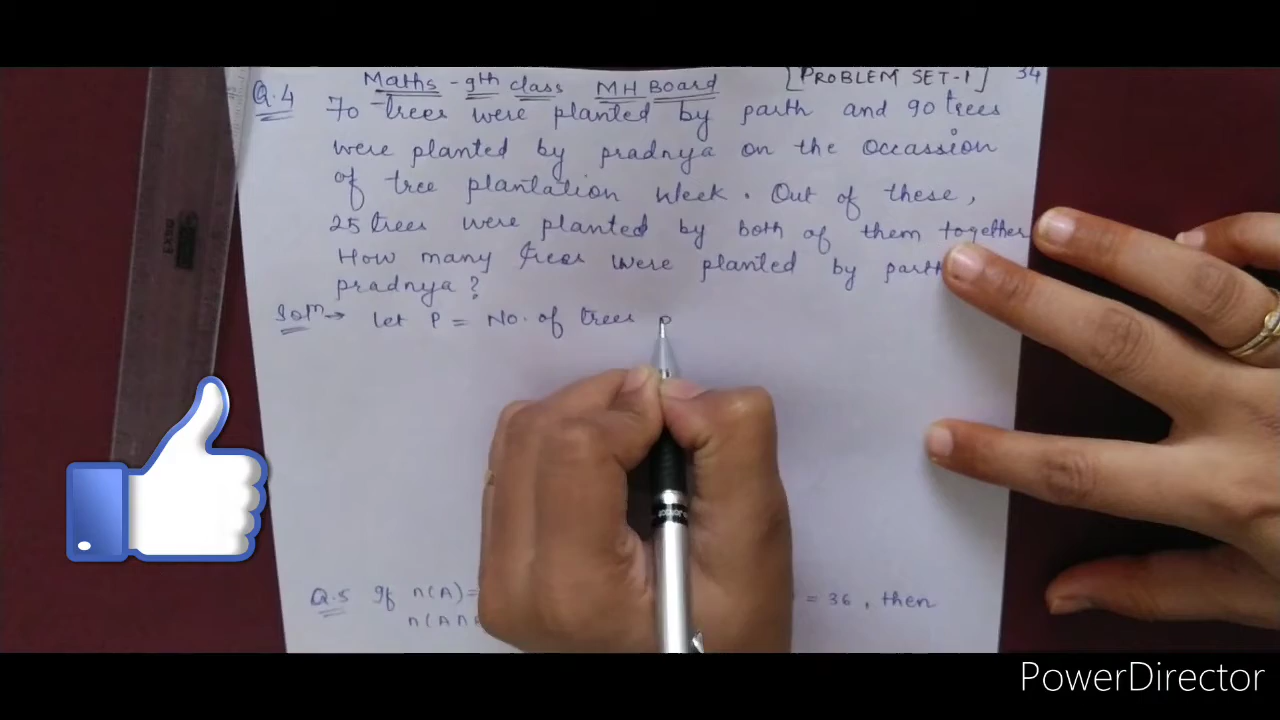 Maths - 9th class MH Board [PROBLEM SET-1] 34
Q.4 70 trees were planted by parth and 90 trees
were planted by pradnya on the occassion
of tree plantation week. Out of these,
25 trees were planted by both of them together
How many trees were planted by parth
pradnya?
Soln → let P = No. of trees p
Q.5 If n(A)= = 36, then
n(A∩
PowerDirector